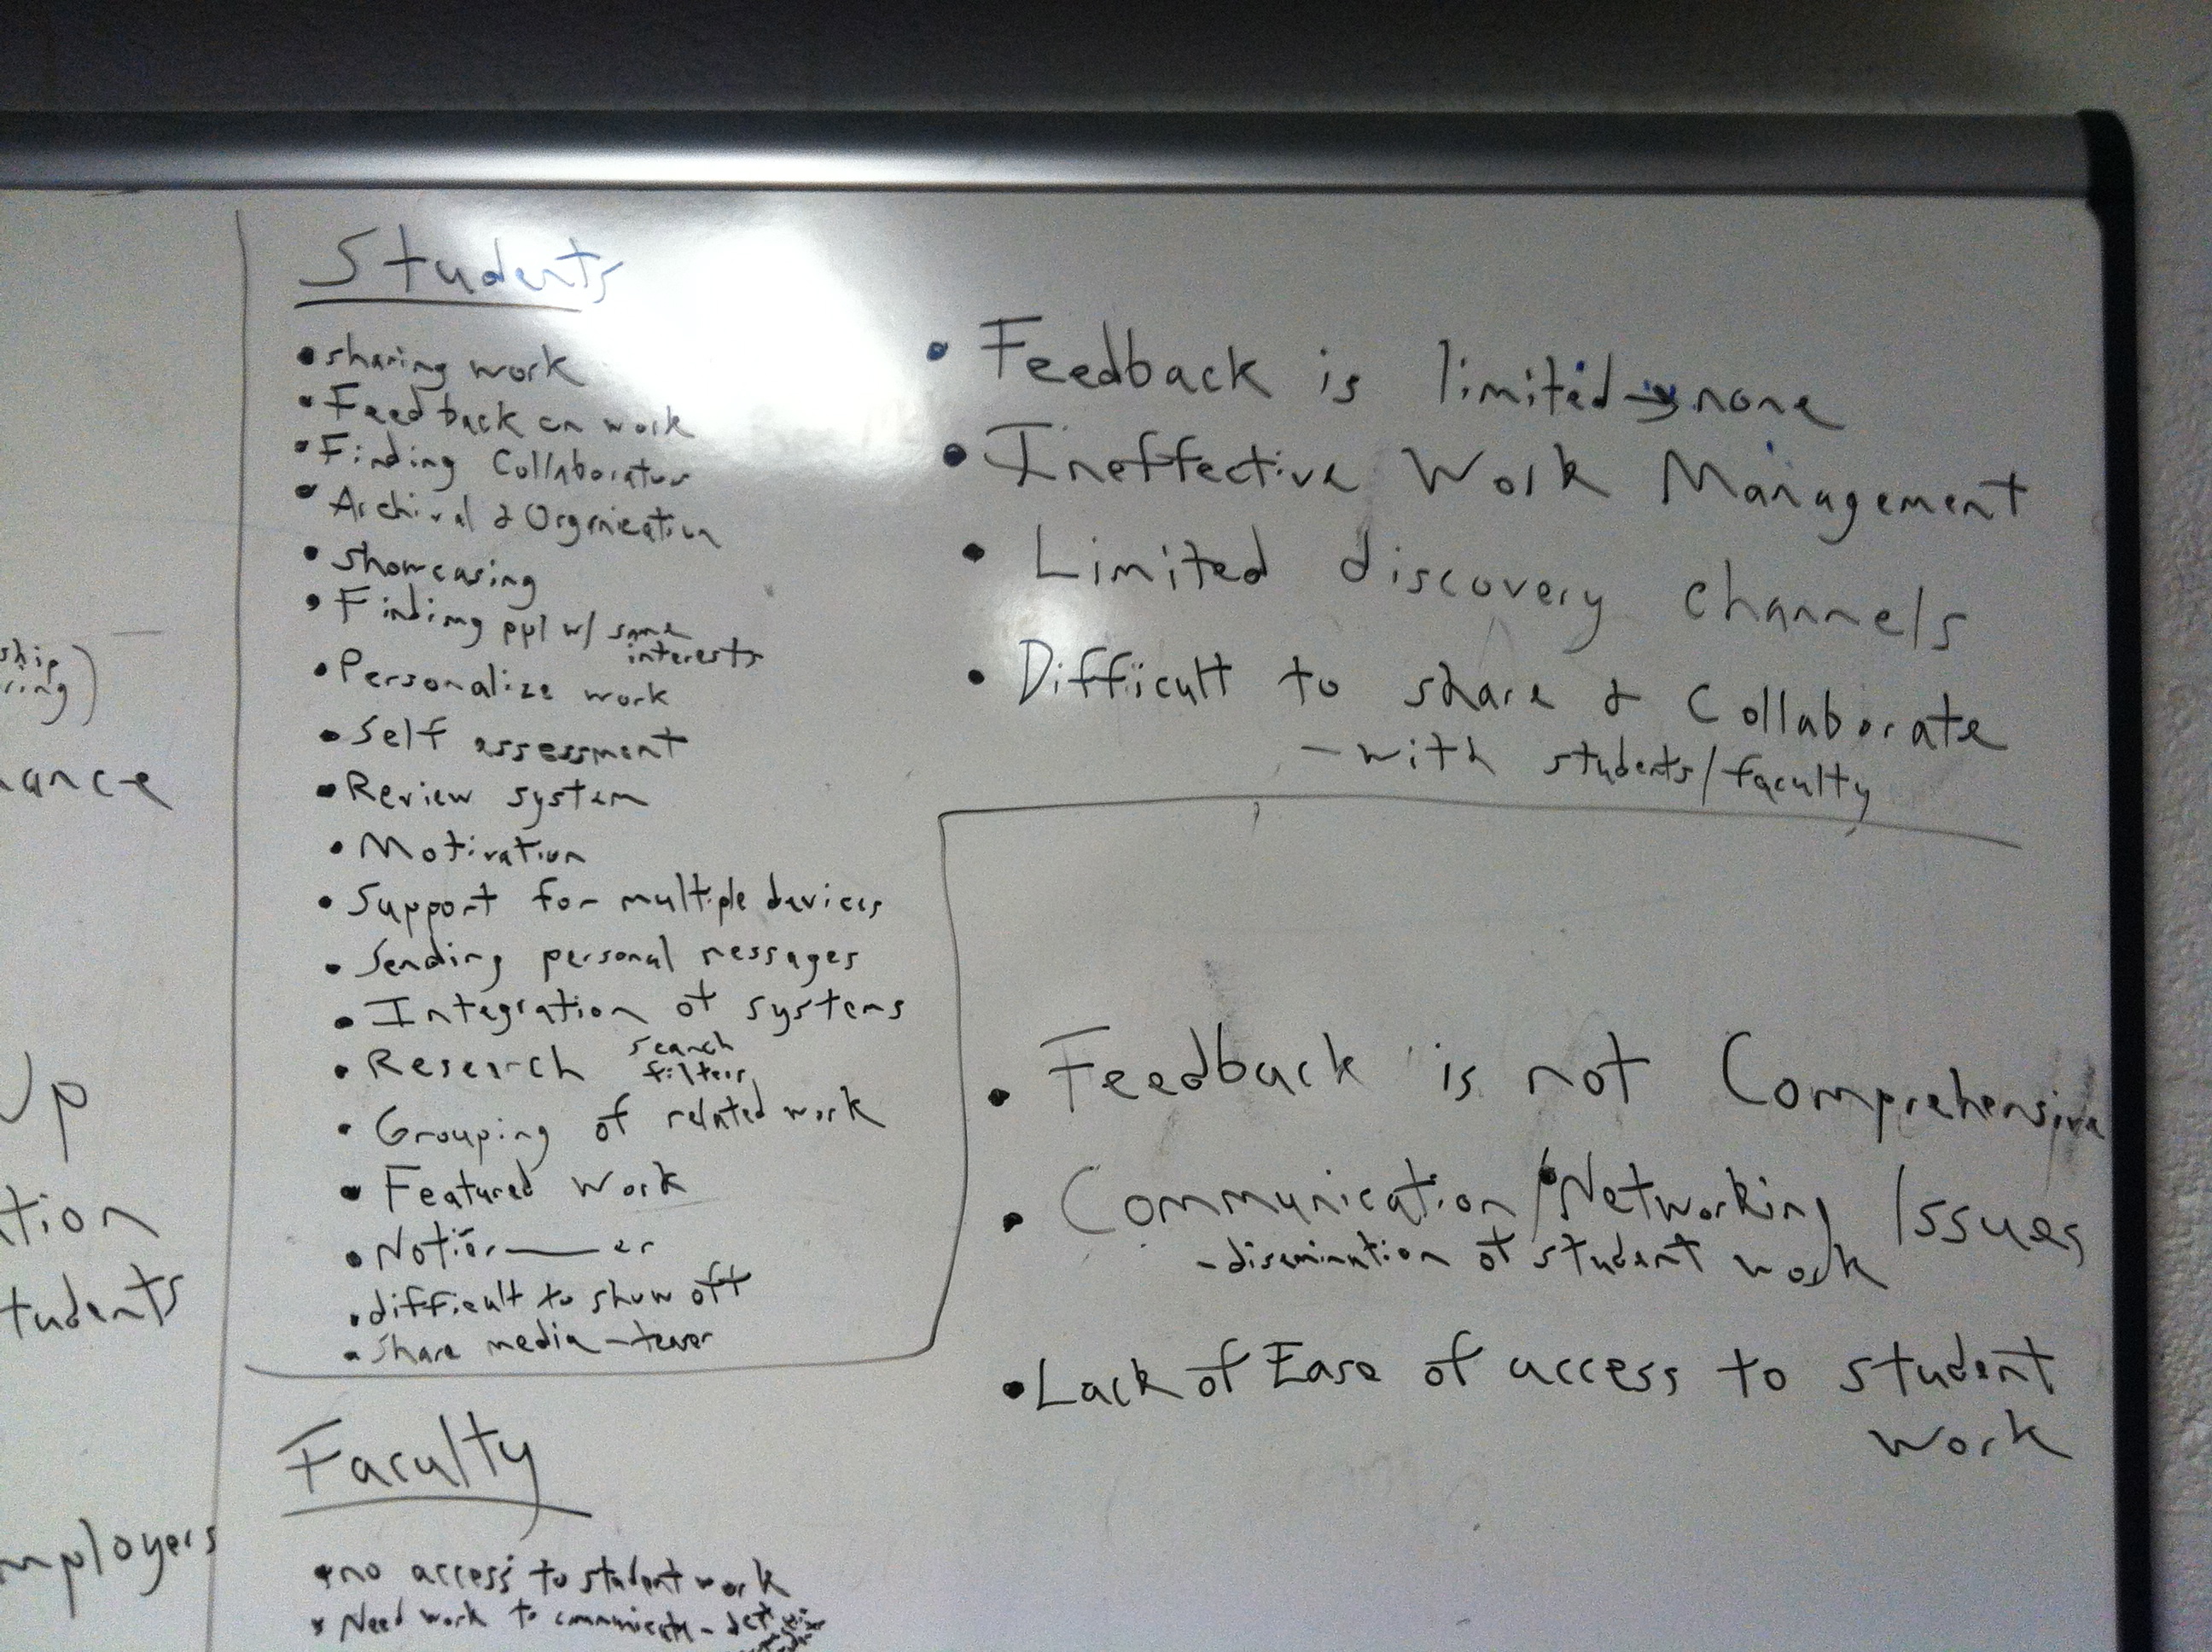 Students
• sharing work
• Feedback on work
• Finding Collaborators
• Archival & Organization
• showcasing
• Finding ppl w/ same
interests
• Personalize work
• Self assessment
• Review system
• Motivation
• Support for multiple devices
• Sending personal messages
• Integration of systems
• Research search
filters
• Grouping of related work
• Featured Work
• difficult to show off
• Share media -
Faculty
• no access to student work
• Need work to communicate -
• Feedback is limited → none
• Ineffective Work Management
• Limited discovery channels
• Difficult to share & Collaborate
- with students/faculty
• Feedback is not Comprehensive
• Communication/Networking Issues
- disemination of student work
• Lack of Ease of access to student
work
ship)
ring)
ance
Up
tion
tudents
mployers